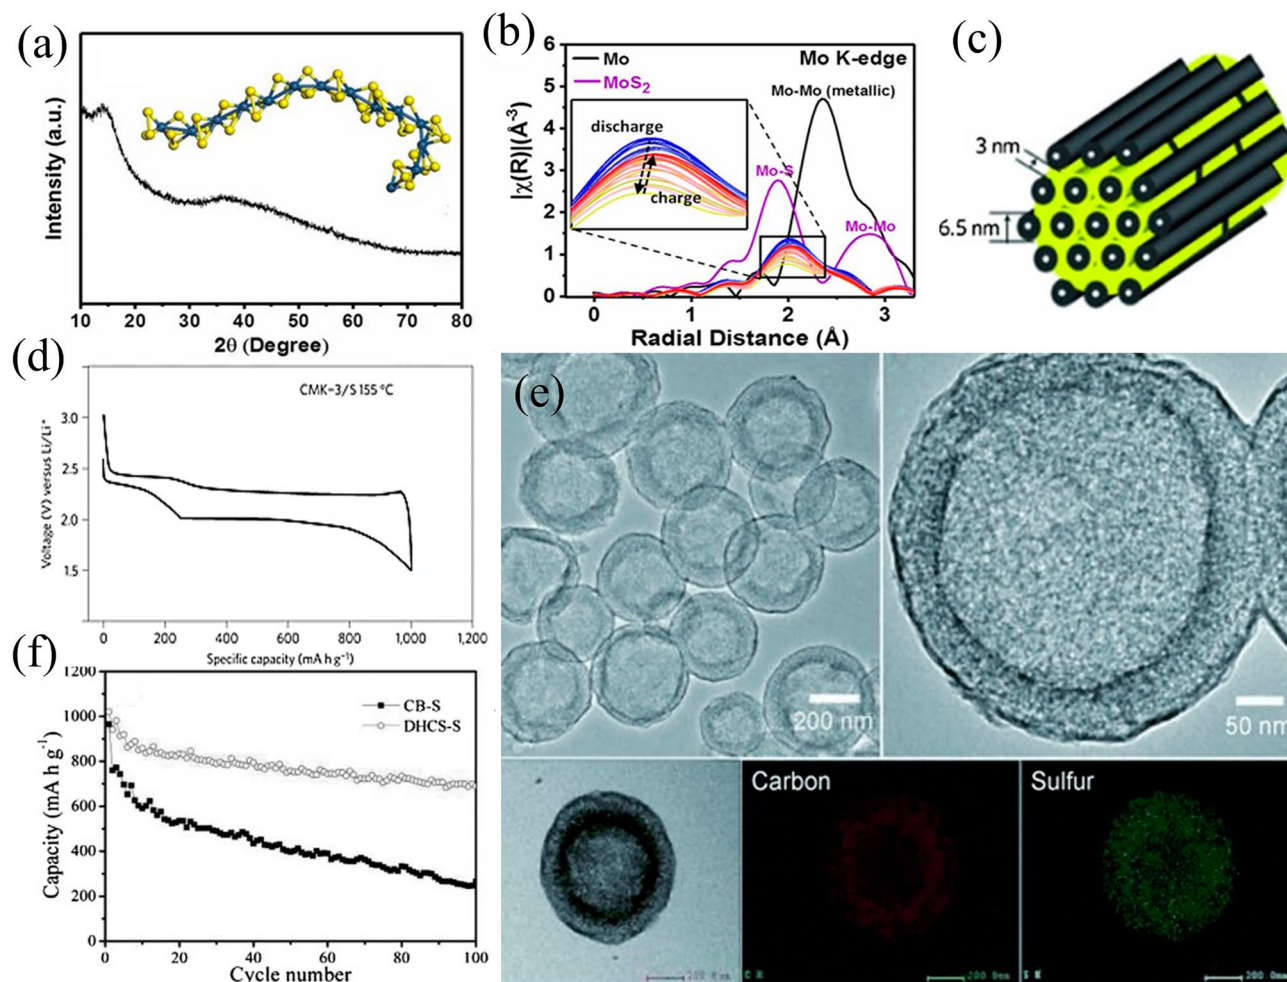 (a)
Intensity (a.u.)
10 20 30 40 50 60 70 80
2θ (Degree)
(b)
|χ(R)|(Å⁻³)
6
5
4
3
2
1
0
Mo
MoS₂
Mo K-edge
Mo-Mo (metallic)
discharge
charge
Mo-S
Mo-Mo
0 1 2 3
Radial Distance (Å)
(c)
3 nm
6.5 nm
(d)
CMK=3/S 155 °C
Voltage (V) versus Li/Li⁺
3.0
2.5
2.0
1.5
0 200 400 600 800 1,000 1,200
Specific capacity (mA h g⁻¹)
(e)
200 nm
50 nm
Carbon
Sulfur
(f)
Capacity (mA h g⁻¹)
1200
1000
800
600
400
200
0
CB-S
DHCS-S
0 20 40 60 80 100
Cycle number